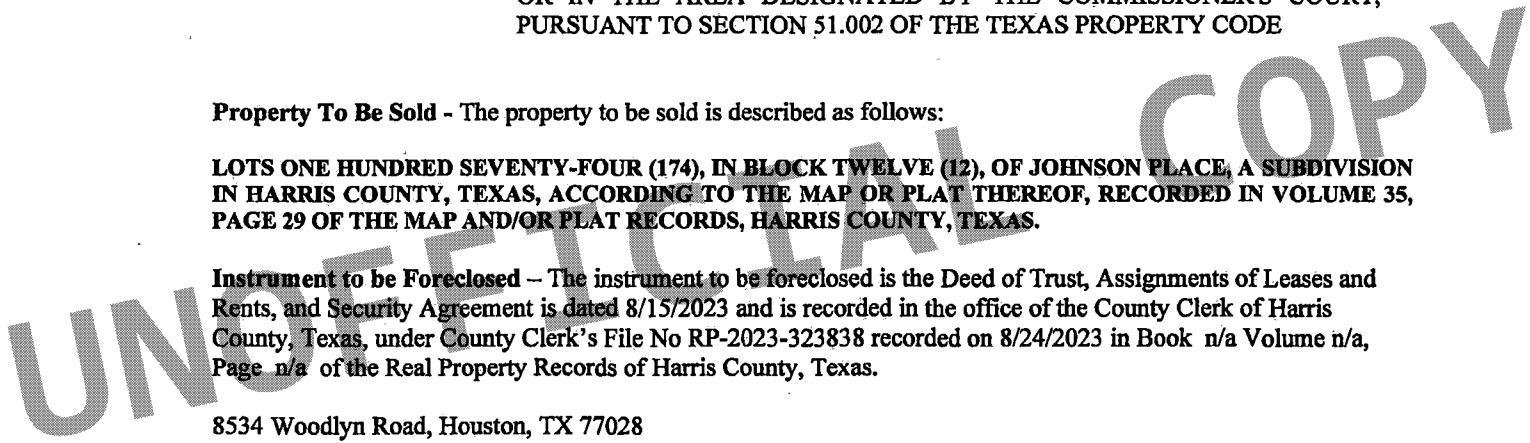 OR IN THE AREA DESIGNATED BY THE COMMISSIONER'S COURT,
PURSUANT TO SECTION 51.002 OF THE TEXAS PROPERTY CODE
Property To Be Sold - The property to be sold is described as follows:
LOTS ONE HUNDRED SEVENTY-FOUR (174), IN BLOCK TWELVE (12), OF JOHNSON PLACE, A SUBDIVISION
IN HARRIS COUNTY, TEXAS, ACCORDING TO THE MAP OR PLAT THEREOF, RECORDED IN VOLUME 35,
PAGE 29 OF THE MAP AND/OR PLAT RECORDS, HARRIS COUNTY, TEXAS.
Instrument to be Foreclosed – The instrument to be foreclosed is the Deed of Trust, Assignments of Leases and
Rents, and Security Agreement is dated 8/15/2023 and is recorded in the office of the County Clerk of Harris
County, Texas, under County Clerk's File No RP-2023-323838 recorded on 8/24/2023 in Book n/a Volume n/a,
Page n/a of the Real Property Records of Harris County, Texas.
8534 Woodlyn Road, Houston, TX 77028
UNOFFICIAL COPY